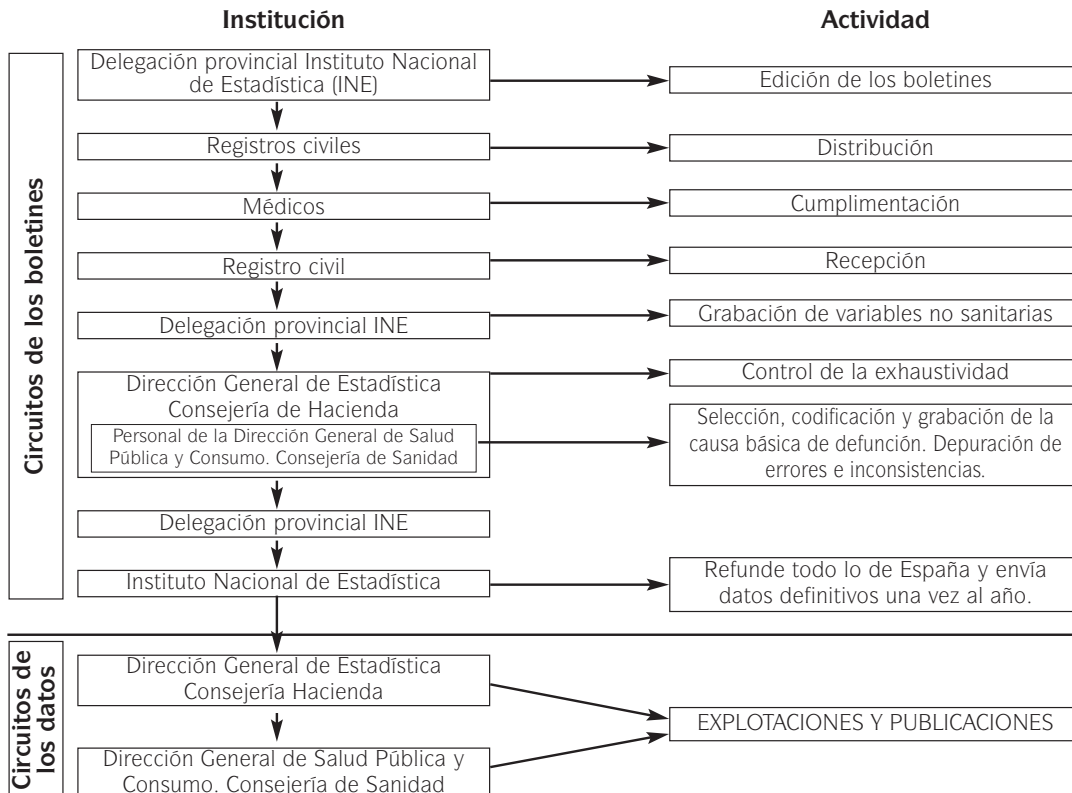 Institución
Actividad
Circuitos de los boletines
Delegación provincial Instituto Nacional
de Estadística (INE)
Edición de los boletines
Registros civiles
Distribución
Médicos
Cumplimentación
Registro civil
Recepción
Delegación provincial INE
Grabación de variables no sanitarias
Dirección General de Estadística
Consejería de Hacienda
Control de la exhaustividad
Personal de la Dirección General de Salud
Pública y Consumo. Consejería de Sanidad
Selección, codificación y grabación de la
causa básica de defunción. Depuración de
errores e inconsistencias.
Delegación provincial INE
Instituto Nacional de Estadística
Refunde todo lo de España y envía
datos definitivos una vez al año.
Circuitos de
los datos
Dirección General de Estadística
Consejería Hacienda
EXPLOTACIONES Y PUBLICACIONES
Dirección General de Salud Pública y
Consumo. Consejería de Sanidad